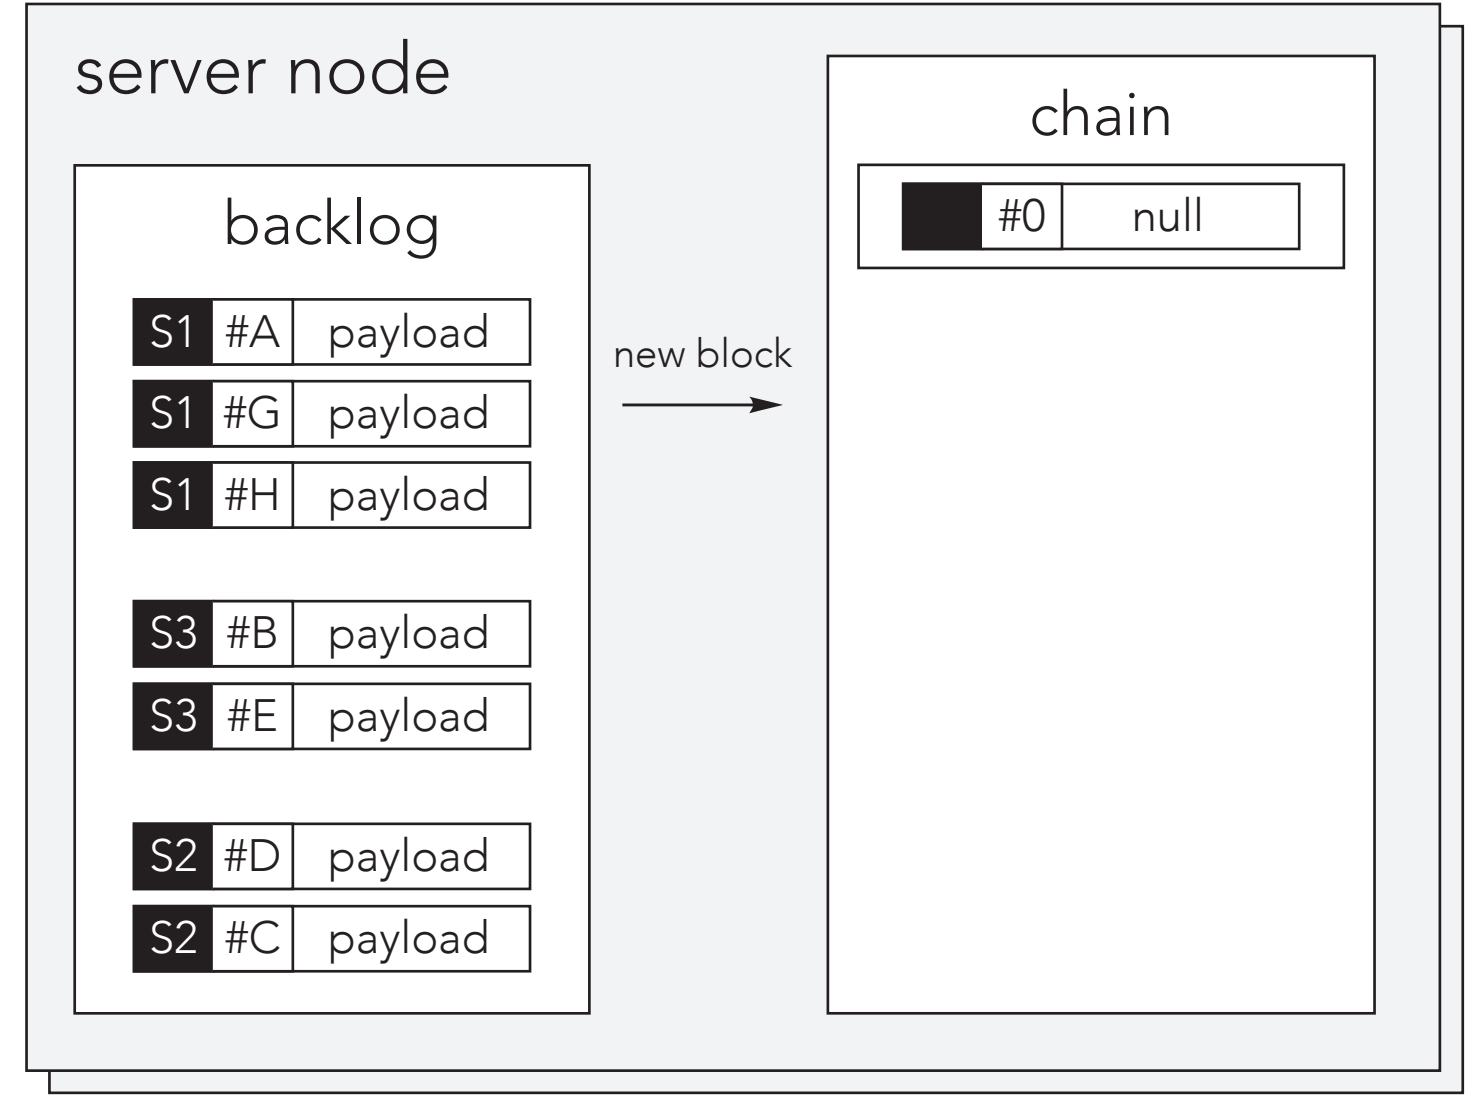 server node
backlog
S1 #A payload
S1 #G payload
S1 #H payload
S3 #B payload
S3 #E payload
S2 #D payload
S2 #C payload
new block
chain
#0 null